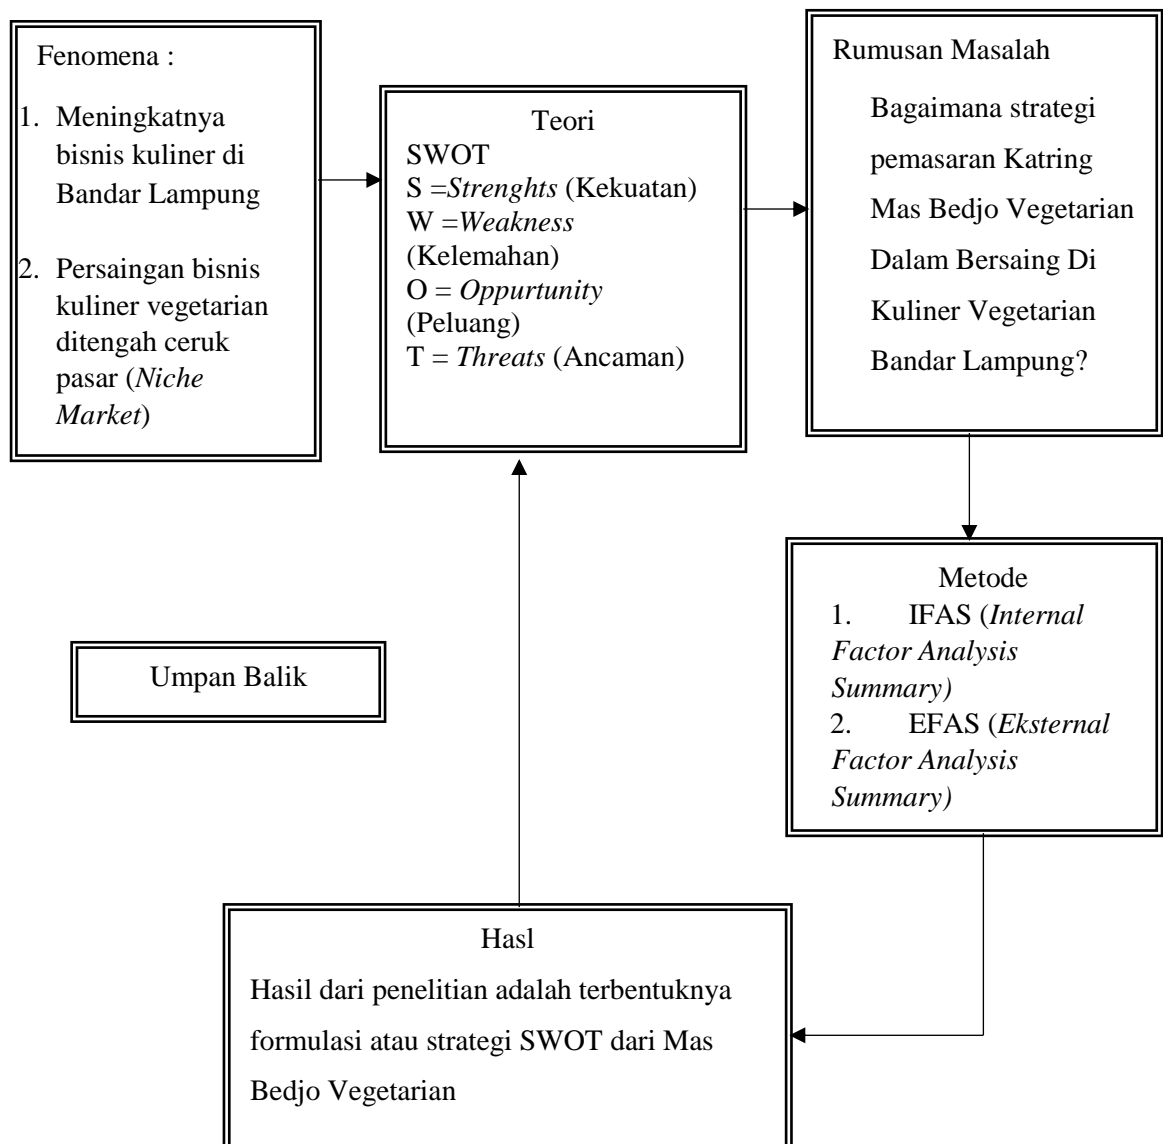 Fenomena :
1. Meningkatnya
bisnis kuliner di
Bandar Lampung
2. Persaingan bisnis
kuliner vegetarian
ditengah ceruk
pasar (Niche
Market)
Teori
SWOT
S =Strenghts (Kekuatan)
W =Weakness
(Kelemahan)
O = Oppurtunity
(Peluang)
T = Threats (Ancaman)
Rumusan Masalah
Bagaimana strategi
pemasaran Katring
Mas Bedjo Vegetarian
Dalam Bersaing Di
Kuliner Vegetarian
Bandar Lampung?
Metode
1. IFAS (Internal
Factor Analysis
Summary)
2. EFAS (Eksternal
Factor Analysis
Summary)
Umpan Balik
Hasl
Hasil dari penelitian adalah terbentuknya
formulasi atau strategi SWOT dari Mas
Bedjo Vegetarian